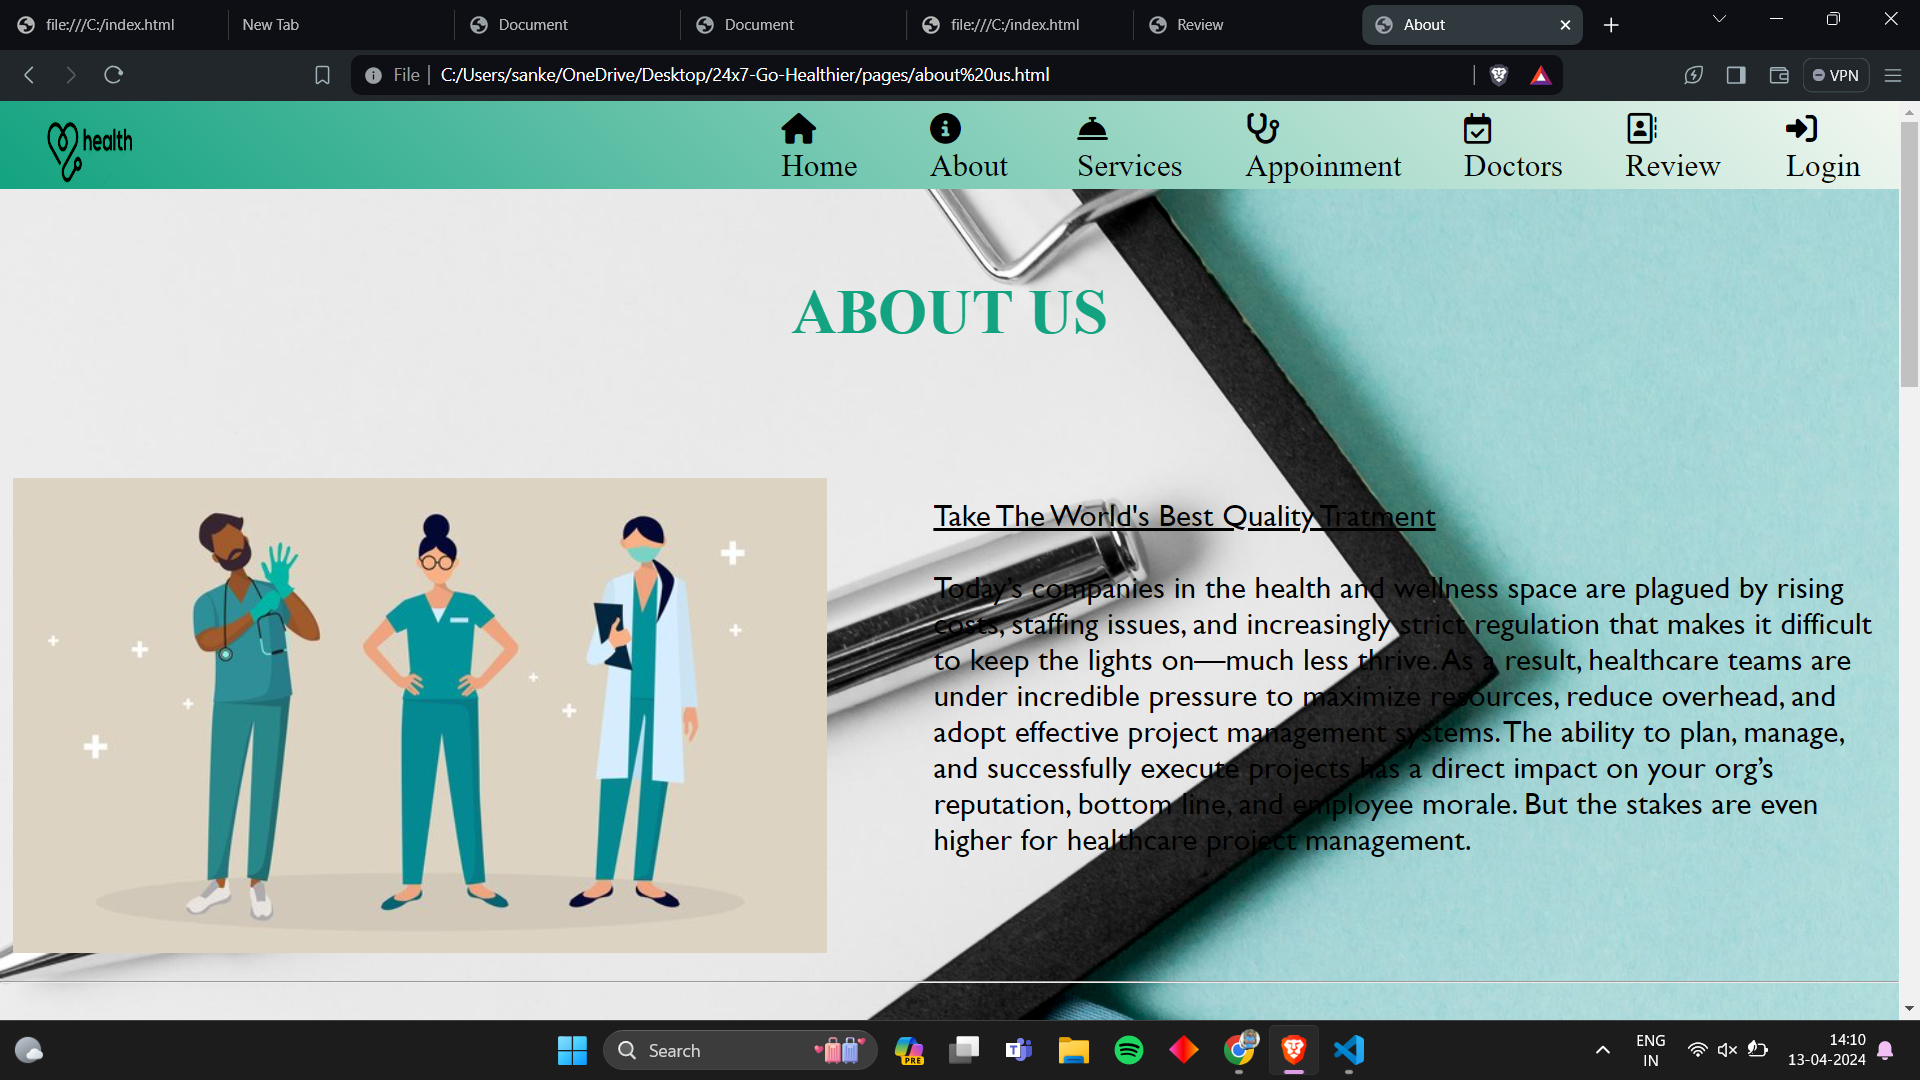 file:///C:/index.html
New Tab
Document
Document
file:///C:/index.html
Review
About
File
C:/Users/sanke/OneDrive/Desktop/24x7-Go-Healthier/pages/about%20us.html
VPN
health
Home
About
Services
Appoinment
Doctors
Review
Login
ABOUT US
Take The World's Best Quality Tratment
Today’s companies in the health and wellness space are plagued by rising
costs, staffing issues, and increasingly strict regulation that makes it difficult
to keep the lights on—much less thrive. As a result, healthcare teams are
under incredible pressure to maximize resources, reduce overhead, and
adopt effective project management systems. The ability to plan, manage,
and successfully execute projects has a direct impact on your org’s
reputation, bottom line, and employee morale. But the stakes are even
higher for healthcare project management.
Search
PRE
ENG
IN
14:10
13-04-2024